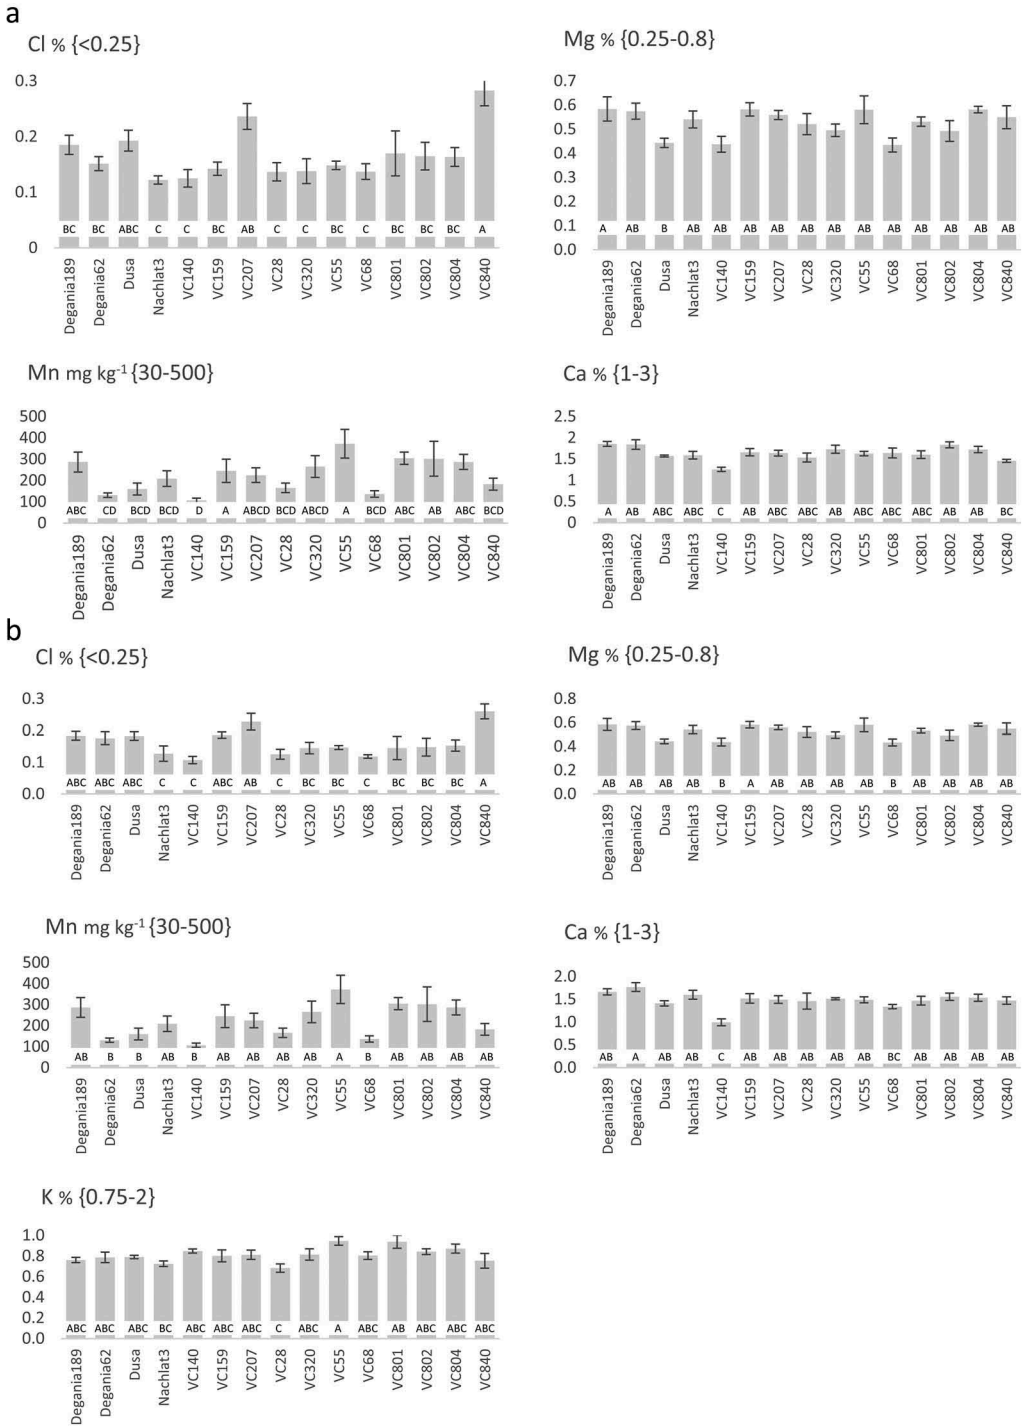 a
Cl % {<0.25}
0.3
0.2
0.1
0
BC BC ABC C C BC AB C C BC C BC BC BC A
Degania189 Degania62 Dusa Nachlat3 VC140 VC159 VC207 VC28 VC320 VC55 VC68 VC801 VC802 VC804 VC840
Mg % {0.25-0.8}
0.7
0.6
0.5
0.4
0.3
0.2
0.1
0.0
A AB B AB AB AB AB AB AB AB AB AB AB AB AB
Degania189 Degania62 Dusa Nachlat3 VC140 VC159 VC207 VC28 VC320 VC55 VC68 VC801 VC802 VC804 VC840
Mn mg kg⁻¹ {30-500}
500
400
300
200
100
0
ABC CD BCD BCD D A ABCD BCD ABCD A BCD ABC AB ABC BCD
Degania189 Degania62 Dusa Nachlat3 VC140 VC159 VC207 VC28 VC320 VC55 VC68 VC801 VC802 VC804 VC840
Ca % {1-3}
2.5
2
1.5
1
0.5
0
A AB ABC ABC C AB ABC ABC AB ABC ABC ABC AB AB BC
Degania189 Degania62 Dusa Nachlat3 VC140 VC159 VC207 VC28 VC320 VC55 VC68 VC801 VC802 VC804 VC840
b
Cl % {<0.25}
0.3
0.2
0.1
0.0
ABC ABC ABC C C ABC AB C BC BC C BC BC BC A
Degania189 Degania62 Dusa Nachlat3 VC140 VC159 VC207 VC28 VC320 VC55 VC68 VC801 VC802 VC804 VC840
Mg % {0.25-0.8}
0.8
0.6
0.4
0.2
0.0
AB AB AB AB B A AB AB AB AB B AB AB AB AB
Degania189 Degania62 Dusa Nachlat3 VC140 VC159 VC207 VC28 VC320 VC55 VC68 VC801 VC802 VC804 VC840
Mn mg kg⁻¹ {30-500}
500
400
300
200
100
0
AB B B AB B AB AB AB AB A B AB AB AB AB
Degania189 Degania62 Dusa Nachlat3 VC140 VC159 VC207 VC28 VC320 VC55 VC68 VC801 VC802 VC804 VC840
Ca % {1-3}
2.0
1.5
1.0
0.5
0.0
AB A AB AB C AB AB AB AB AB BC AB AB AB AB
Degania189 Degania62 Dusa Nachlat3 VC140 VC159 VC207 VC28 VC320 VC55 VC68 VC801 VC802 VC804 VC840
K % {0.75-2}
1.0
0.8
0.6
0.4
0.2
0.0
ABC ABC ABC BC ABC ABC ABC C ABC A ABC AB ABC ABC ABC
Degania189 Degania62 Dusa Nachlat3 VC140 VC159 VC207 VC28 VC320 VC55 VC68 VC801 VC802 VC804 VC840